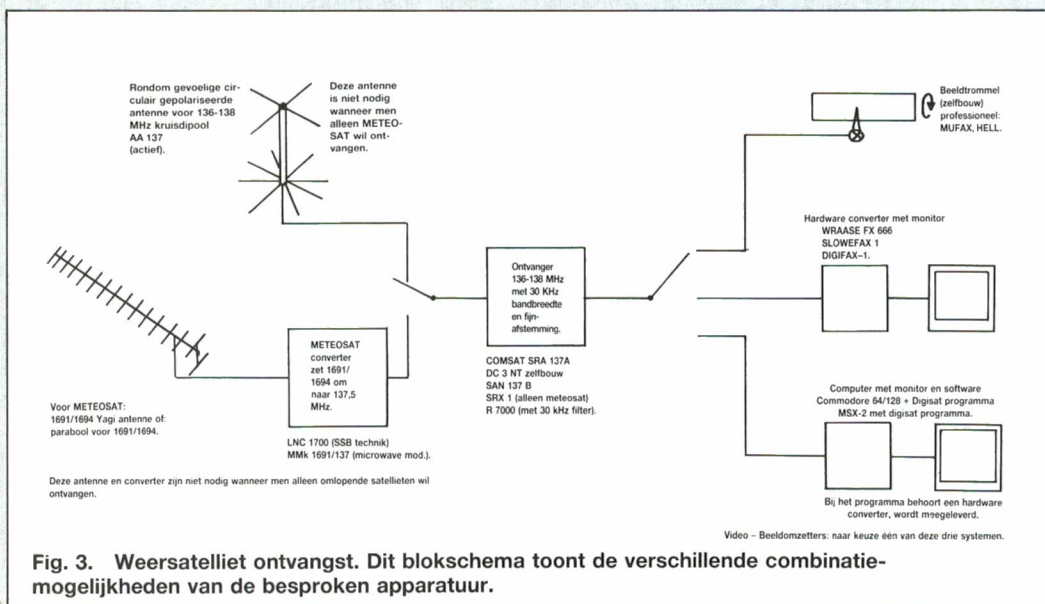 Rondom gevoelige cir-
culair gepolariseerde
antenne voor 136-138
MHz kruisdipool
AA 137
(actief).
Deze antenne
is niet nodig
wanneer men
alleen METEO-
SAT wil ont-
vangen.
Beeldtrommel
(zelfbouw)
professioneel:
MUFAX, HELL.
Hardware converter met monitor
WRAASE FX 666
SLOWEFAX 1
DIGIFAX-1.
Ontvanger
136-138 MHz
met 30 KHz
bandbreedte
en fijn-
afstemming.
COMSAT SRA 137A
DC 3 NT zelfbouw
SAN 137 B
SRX 1 (alleen meteosat)
R 7000 (met 30 kHz filter).
METEOSAT
converter
zet 1691/
1694 om
naar 137,5
MHz.
LNC 1700 (SSB techniek)
MMk 1691/137 (microwave mod.).
Voor METEOSAT:
1691/1694 Yagi antenne of:
parabool voor 1691/1694.
Deze antenne en converter zijn niet nodig wanneer men alleen omlopende satellieten wil
ontvangen.
Computer met monitor en software
Commodore 64/128 + Digisat programma
MSX-2 met digisat programma.
Bij het programma behoort een hardware
converter, wordt meegeleverd.
Video – Beeldomzetters: naar keuze één van deze drie systemen.
Fig. 3. Weersatelliet ontvangst. Dit blokschema toont de verschillende combinatie-
mogelijkheden van de besproken apparatuur.